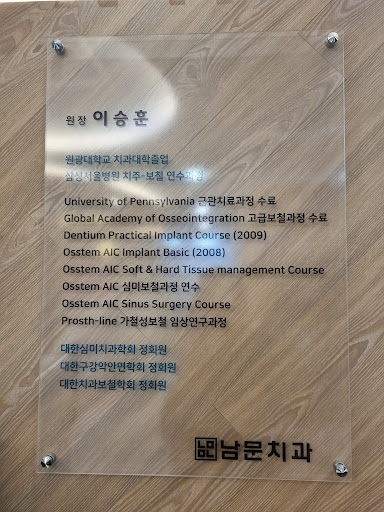 원장 이승훈
원광대학교 치과대학졸업
삼성서울병원 치주-보철 연수과정
University of Pennsylvania 근관치료과정 수료
Global Academy of Osseointegration 고급보철과정 수료
Dentium Practical Implant Course (2009)
Osstem AIC Implant Basic (2008)
Osstem AIC Soft & Hard Tissue management Course
Osstem AIC 심미보철과정 연수
Osstem AIC Sinus Surgery Course
Prosth-line 가철성보철 임상연구과정
대한심미치과학회 정회원
대한구강악안면학회 정회원
대한치과보철학회 정회원
남문치과